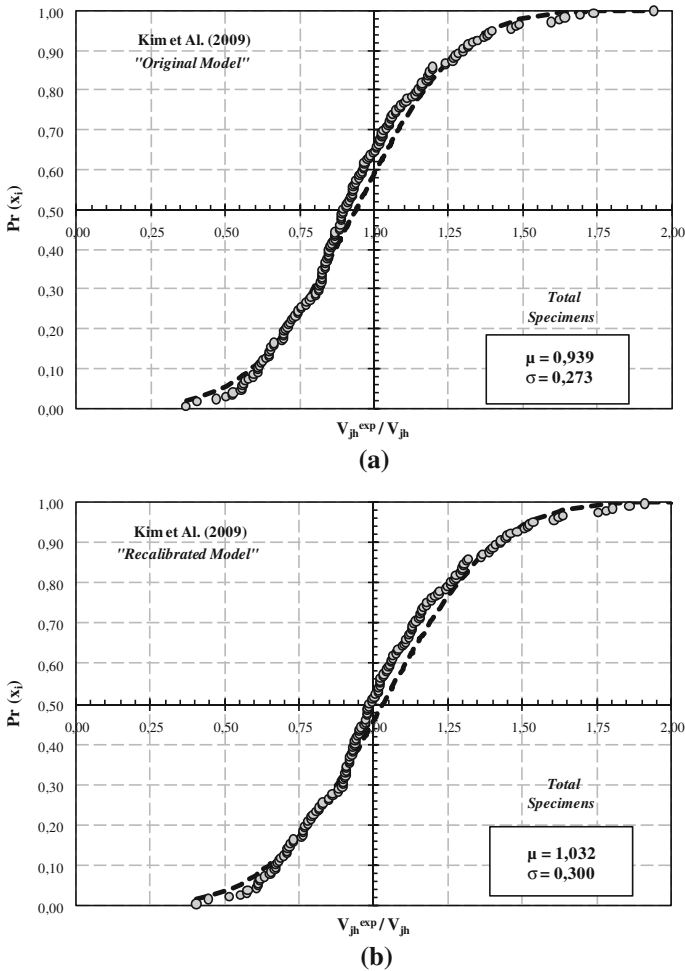 1,00
0,90
0,80
0,70
0,60
0,50
0,40
0,30
0,20
0,10
0,00
Pr (xi)
Kim et Al. (2009)
"Original Model"
0,00 0,25 0,50 0,75 1,00 1,25 1,50 1,75 2,00
Total
Specimens
μ = 0,939
σ = 0,273
Vjh^exp / Vjh
(a)
1,00
0,90
0,80
0,70
0,60
0,50
0,40
0,30
0,20
0,10
0,00
Pr (xi)
Kim et Al. (2009)
"Recalibrated Model"
0,00 0,25 0,50 0,75 1,00 1,25 1,50 1,75 2,00
Total
Specimens
μ = 1,032
σ = 0,300
Vjh^exp / Vjh
(b)